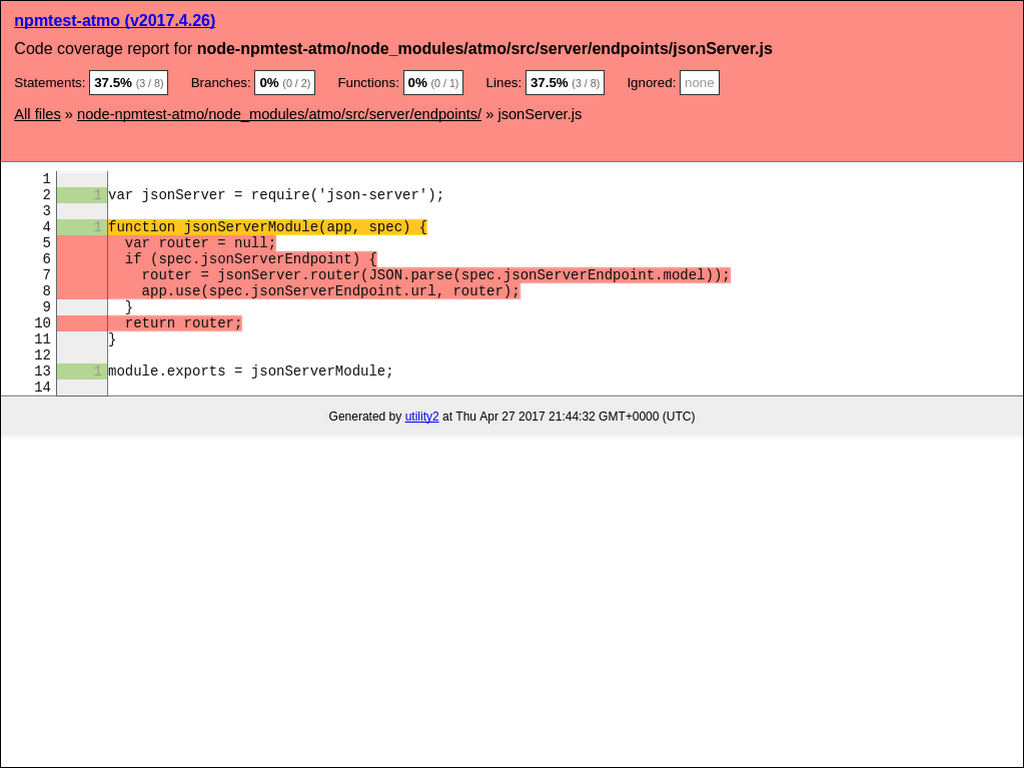 npmtest-atmo (v2017.4.26)
Code coverage report for node-npmtest-atmo/node_modules/atmo/src/server/endpoints/jsonServer.js
Statements: 37.5% (3 / 8) Branches: 0% (0 / 2) Functions: 0% (0 / 1) Lines: 37.5% (3 / 8) Ignored: none
All files » node-npmtest-atmo/node_modules/atmo/src/server/endpoints/ » jsonServer.js
1
2 1 var jsonServer = require('json-server');
3
4 1 function jsonServerModule(app, spec) {
5   var router = null;
6   if (spec.jsonServerEndpoint) {
7     router = jsonServer.router(JSON.parse(spec.jsonServerEndpoint.model));
8     app.use(spec.jsonServerEndpoint.url, router);
9   }
10   return router;
11 }
12
13 1 module.exports = jsonServerModule;
14
Generated by utility2 at Thu Apr 27 2017 21:44:32 GMT+0000 (UTC)